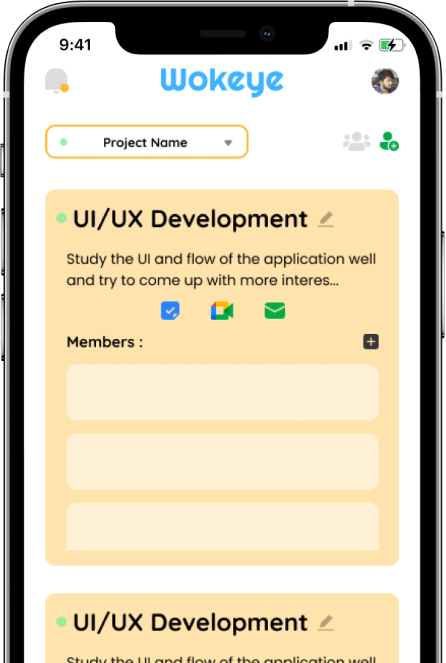 9:41
Wokeye
Project Name
UI/UX Development
Study the UI and flow of the application well
and try to come up with more interes...
Members :
UI/UX Development
Study the UI and flow of the application well